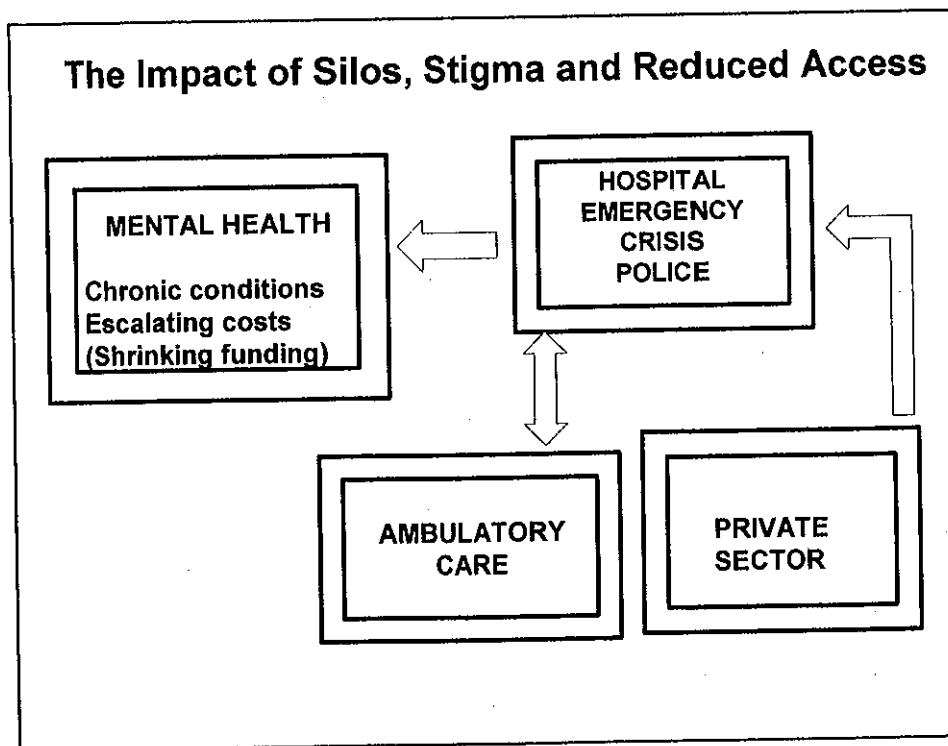 The Impact of Silos, Stigma and Reduced Access
MENTAL HEALTH
Chronic conditions
Escalating costs
(Shrinking funding)
HOSPITAL
EMERGENCY
CRISIS
POLICE
AMBULATORY
CARE
PRIVATE
SECTOR